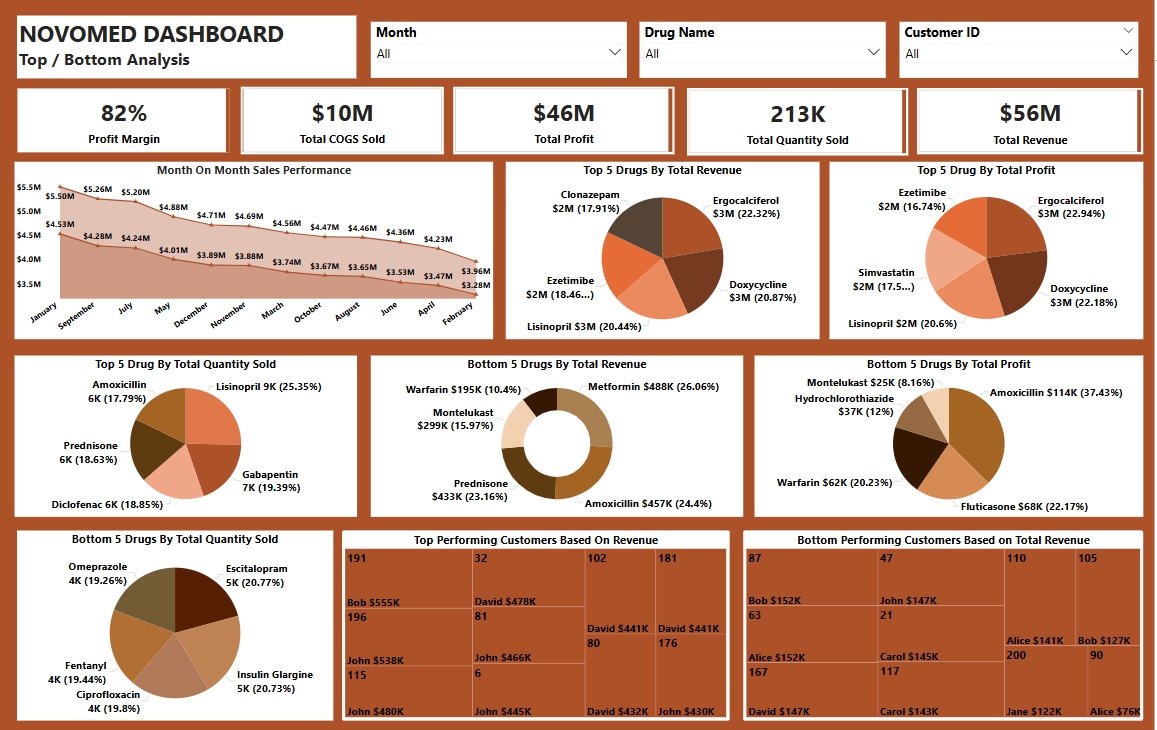 NOVOMED DASHBOARD
Top / Bottom Analysis
Month
All
Drug Name
All
Customer ID
All
82%
Profit Margin
$10M
Total COGS Sold
$46M
Total Profit
213K
Total Quantity Sold
$56M
Total Revenue
Month On Month Sales Performance
$5.5M
$5.0M
$4.5M
$4.0M
$3.5M
$5.50M
$5.26M
$5.20M
$4.88M
$4.71M
$4.69M
$4.56M
$4.47M
$4.46M
$4.36M
$4.23M
$3.96M
$4.53M
$4.28M
$4.24M
$4.01M
$3.89M
$3.88M
$3.74M
$3.67M
$3.65M
$3.53M
$3.47M
$3.28M
January
September
July
May
December
November
March
October
August
June
April
February
Top 5 Drugs By Total Revenue
Clonazepam
$2M (17.91%)
Ergocalciferol
$3M (22.32%)
Ezetimibe
$2M (18.46...)
Doxycycline
$3M (20.87%)
Lisinopril $3M (20.44%)
Top 5 Drug By Total Profit
Ezetimibe
$2M (16.74%)
Ergocalciferol
$3M (22.94%)
Simvastatin
$2M (17.5...)
Doxycycline
$3M (22.18%)
Lisinopril $2M (20.6%)
Top 5 Drug By Total Quantity Sold
Amoxicillin
6K (17.79%)
Lisinopril 9K (25.35%)
Prednisone
6K (18.63%)
Gabapentin
7K (19.39%)
Diclofenac 6K (18.85%)
Bottom 5 Drugs By Total Revenue
Warfarin $195K (10.4%)
Metformin $488K (26.06%)
Montelukast
$299K (15.97%)
Prednisone
$433K (23.16%)
Amoxicillin $457K (24.4%)
Bottom 5 Drugs By Total Profit
Montelukast $25K (8.16%)
Hydrochlorothiazide
$37K (12%)
Amoxicillin $114K (37.43%)
Warfarin $62K (20.23%)
Fluticasone $68K (22.17%)
Bottom 5 Drugs By Total Quantity Sold
Omeprazole
4K (19.26%)
Escitalopram
5K (20.77%)
Fentanyl
4K (19.44%)
Insulin Glargine
5K (20.73%)
Ciprofloxacin
4K (19.8%)
Top Performing Customers Based On Revenue
191
Bob $555K
196
John $538K
115
John $480K
32
David $478K
81
John $466K
6
John $445K
102
David $441K
181
David $441K
80
David $432K
176
John $430K
Bottom Performing Customers Based on Total Revenue
87
Bob $152K
63
Alice $152K
167
David $147K
47
John $147K
21
Carol $145K
117
Carol $143K
110
Alice $141K
105
Bob $127K
200
Jane $122K
90
Alice $76K